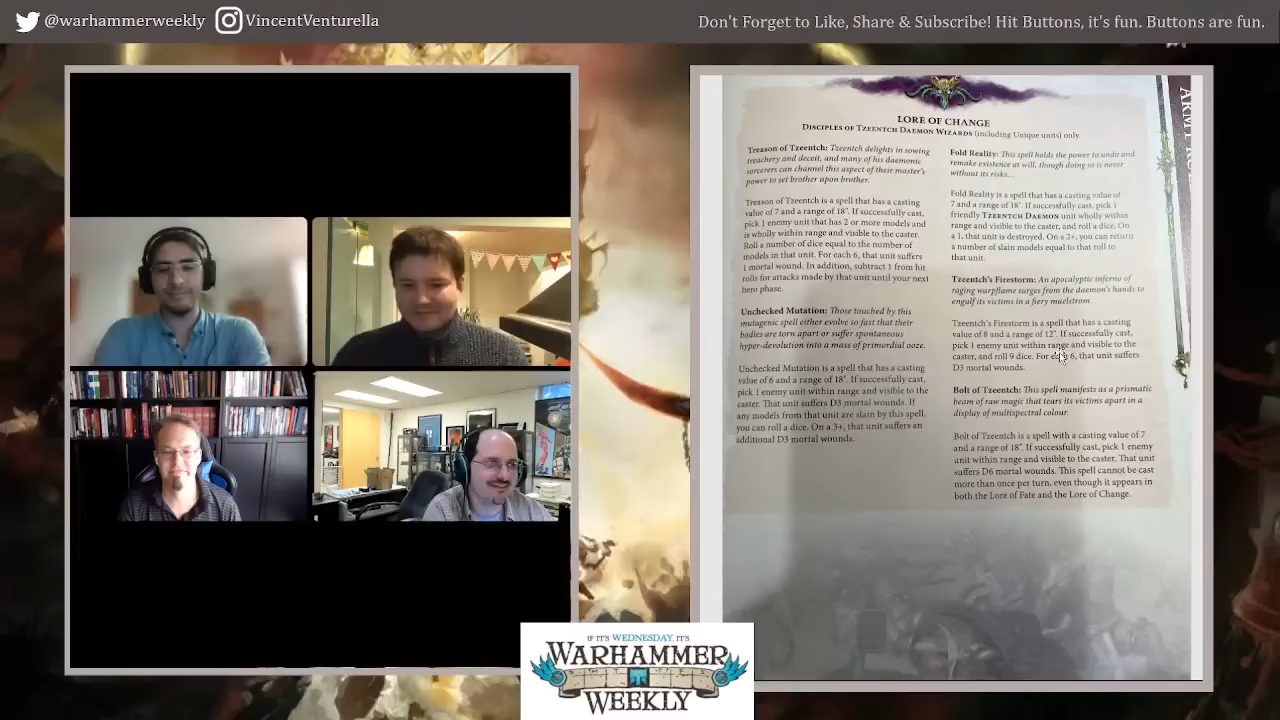 @warhammerweekly VincentVenturella
Don't Forget to Like, Share & Subscribe! Hit Buttons, it's fun. Buttons are fun.
LORE OF CHANGE
DISCIPLES OF TZEENTCH DAEMON WIZARDS (including Unique units) only.
Treason of Tzeentch: Tzeentch delights in sowing
treachery and deceit, and many of his daemonic
sorcerers can channel this aspect of their master's
power to set brother upon brother.
Treason of Tzeentch is a spell that has a casting
value of 7 and a range of 18". If successfully cast,
pick 1 enemy unit that has 2 or more models and
is wholly within range and visible to the caster.
Roll a number of dice equal to the number of
models in that unit. For each 6, that unit suffers
1 mortal wound. In addition, subtract 1 from hit
rolls for attacks made by that unit until your next
hero phase.
Unchecked Mutation: Those touched by this
mutagenic spell either evolve so fast that their
bodies are torn apart or suffer spontaneous
hyper-devolution into a mass of primordial ooze.
Unchecked Mutation is a spell that has a casting
value of 6 and a range of 18". If successfully cast,
pick 1 enemy unit within range and visible to the
caster. That unit suffers D3 mortal wounds. If
any models from that unit are slain by this spell,
you can roll a dice. On a 3+, that unit suffers an
additional D3 mortal wounds.
Fold Reality: This spell holds the power to undo and
remake existence at will, though doing so is never
without its risks...
Fold Reality is a spell that has a casting value of
7 and a range of 18". If successfully cast, pick 1
friendly TZEENTCH DAEMON unit wholly within
range and visible to the caster, and roll a dice. On
a 1, that unit is destroyed. On a 2+, you can return
a number of slain models equal to that roll to
that unit.
Tzeentch's Firestorm: An apocalyptic inferno of
raging warpflame surges from the daemon's hands to
engulf its victims in a fiery maelstrom.
Tzeentch's Firestorm is a spell that has a casting
value of 8 and a range of 12". If successfully cast,
pick 1 enemy unit within range and visible to the
caster, and roll 9 dice. For each 6, that unit suffers
D3 mortal wounds.
Bolt of Tzeentch: This spell manifests as a prismatic
beam of raw magic that tears its victims apart in a
display of multispectral colour.
Bolt of Tzeentch is a spell with a casting value of 7
and a range of 18". If successfully cast, pick 1 enemy
unit within range and visible to the caster. That unit
suffers D6 mortal wounds. This spell cannot be cast
more than once per turn, even though it appears in
both the Lore of Fate and the Lore of Change.
IF IT'S WEDNESDAY, IT'S
WARHAMMER
WEEKLY